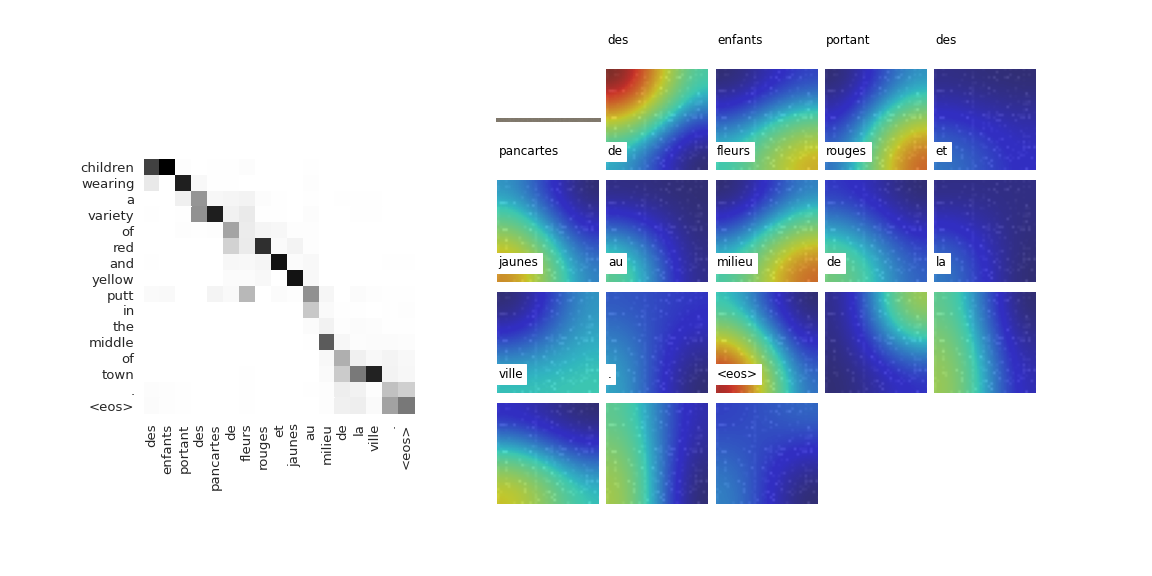 children
wearing
a
variety
of
red
and
yellow
putt
in
the
middle
of
town
.
<eos>
des
enfants
portant
des
pancartes
de
fleurs
rouges
et
jaunes
au
milieu
de
la
ville
.
<eos>
des enfants portant des
pancartes de fleurs rouges et
jaunes au milieu de la
ville . <eos>